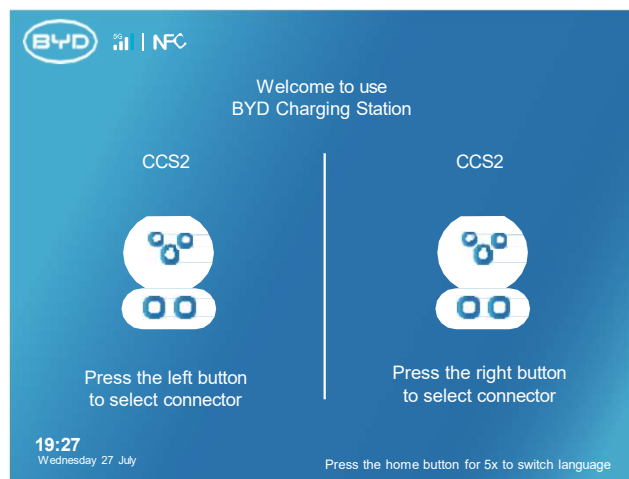 BYD
5G
NFC
Welcome to use
BYD Charging Station
CCS2
CCS2
Press the left button
to select connector
Press the right button
to select connector
19:27
Wednesday 27 July
Press the home button for 5x to switch language